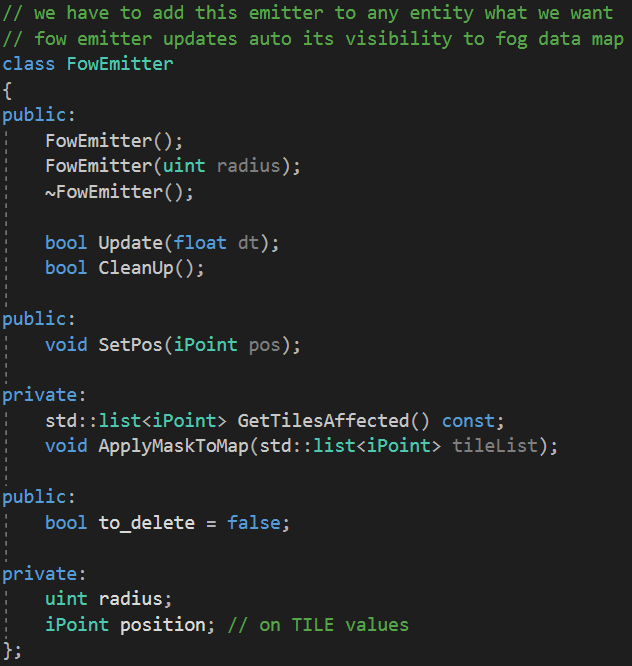 // we have to add this emitter to any entity what we want
// fow emitter updates auto its visibility to fog data map
class FowEmitter
{
public:
    FowEmitter();
    FowEmitter(uint radius);
    ~FowEmitter();

    bool Update(float dt);
    bool CleanUp();

public:
    void SetPos(iPoint pos);

private:
    std::list<iPoint> GetTilesAffected() const;
    void ApplyMaskToMap(std::list<iPoint> tileList);

public:
    bool to_delete = false;

private:
    uint radius;
    iPoint position; // on TILE values
};